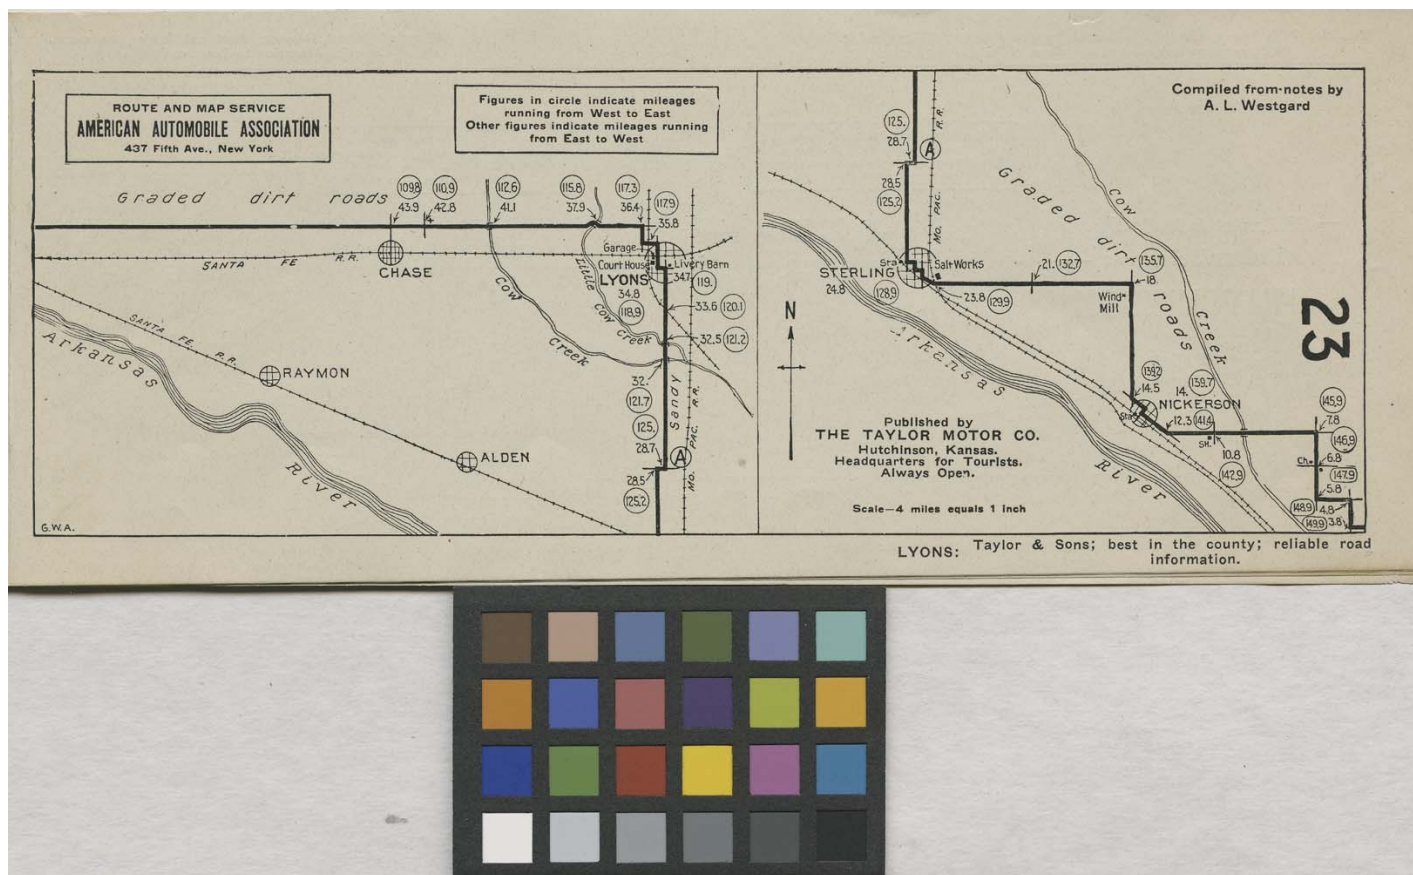 ROUTE AND MAP SERVICE
AMERICAN AUTOMOBILE ASSOCIATION
437 Fifth Ave., New York
Figures in circle indicate mileages
running from West to East
Other figures indicate mileages running
from East to West
Graded dirt roads
109.8
43.9
110.9
42.8
112.6
41.1
115.8
37.9
117.3
36.4
117.9
35.8
Garage
Court House
Livery Barn
LYONS
34.7
119.
34.8
118.9
33.6 120.1
32.5 121.2
32.
121.7
125.
28.7
A
28.5
125.2
Sandy
MO. PAC. R.R.
SANTA FE R.R.
CHASE
Cow
Creek
Little Cow Creek
SANTA FE. R.R.
Arkansas
River
RAYMON
ALDEN
G.W.A.
125.
28.7
A
28.5
125.2
MO. PAC. R.R.
Sta.
Salt Works
STERLING
24.8
128.9
23.8 129.9
21. 132.7
135.7
18.
Wind
Mill
Graded dirt roads
Cow
Creek
139.2
14.5
14.
139.7
NICKERSON
Sta.
12.3 141.4
SH.
10.8
142.9
145.9
7.8
146.9
Ch.
6.8
147.9
5.8
148.9
4.8
149.9
3.8
Arkansas
River
N
Compiled from notes by
A. L. Westgard
23
Published by
THE TAYLOR MOTOR CO.
Hutchinson, Kansas.
Headquarters for Tourists.
Always Open.
Scale—4 miles equals 1 inch
LYONS: Taylor & Sons; best in the county; reliable road
information.